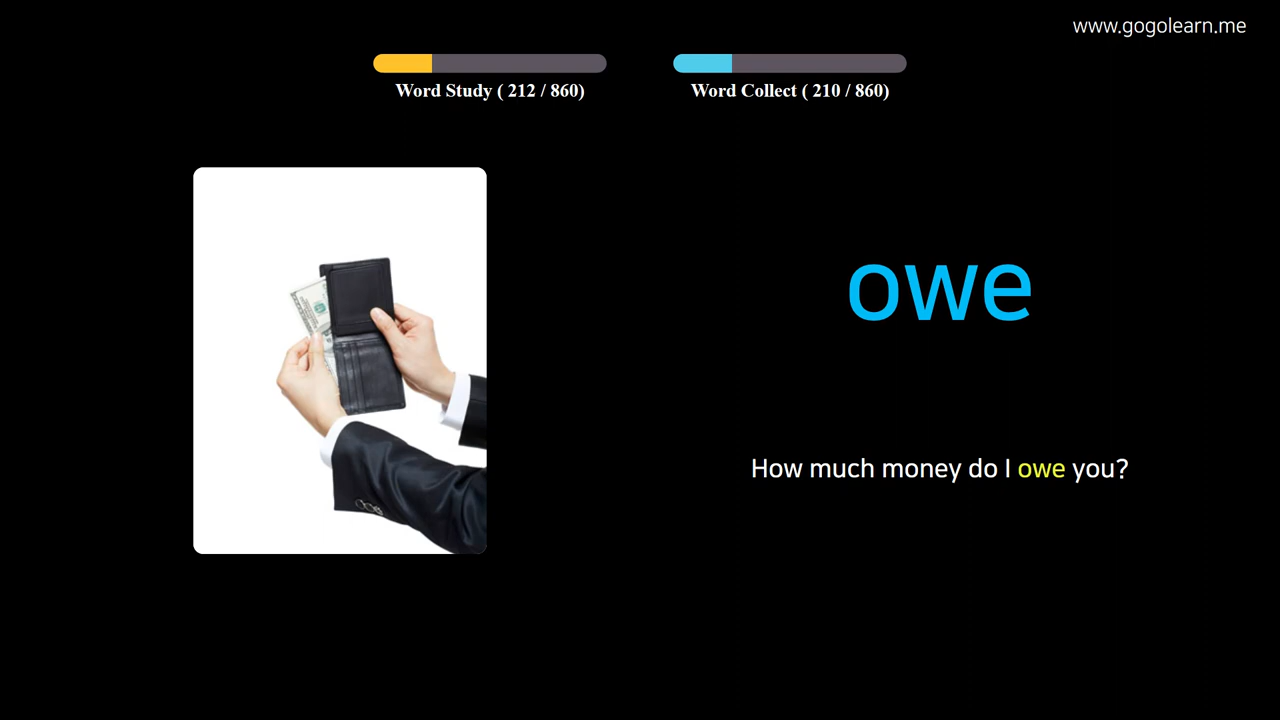 www.gogolearn.me
Word Study ( 212 / 860)
Word Collect ( 210 / 860)
owe
How much money do I owe you?